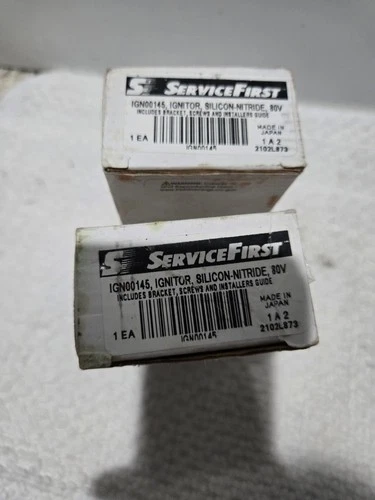 SERVICEFIRST
IGN00145, IGNITOR, SILICON-NITRIDE, 80V
INCLUDES BRACKET, SCREWS AND INSTALLERS GUIDE
1 EA
MADE IN
JAPAN
1 A 2
2102L873
IGN00145
SERVICEFIRST
IGN00145, IGNITOR, SILICON-NITRIDE, 80V
INCLUDES BRACKET, SCREWS AND INSTALLERS GUIDE
1 EA
MADE IN
JAPAN
1 A 2
2102L873
IGN00145